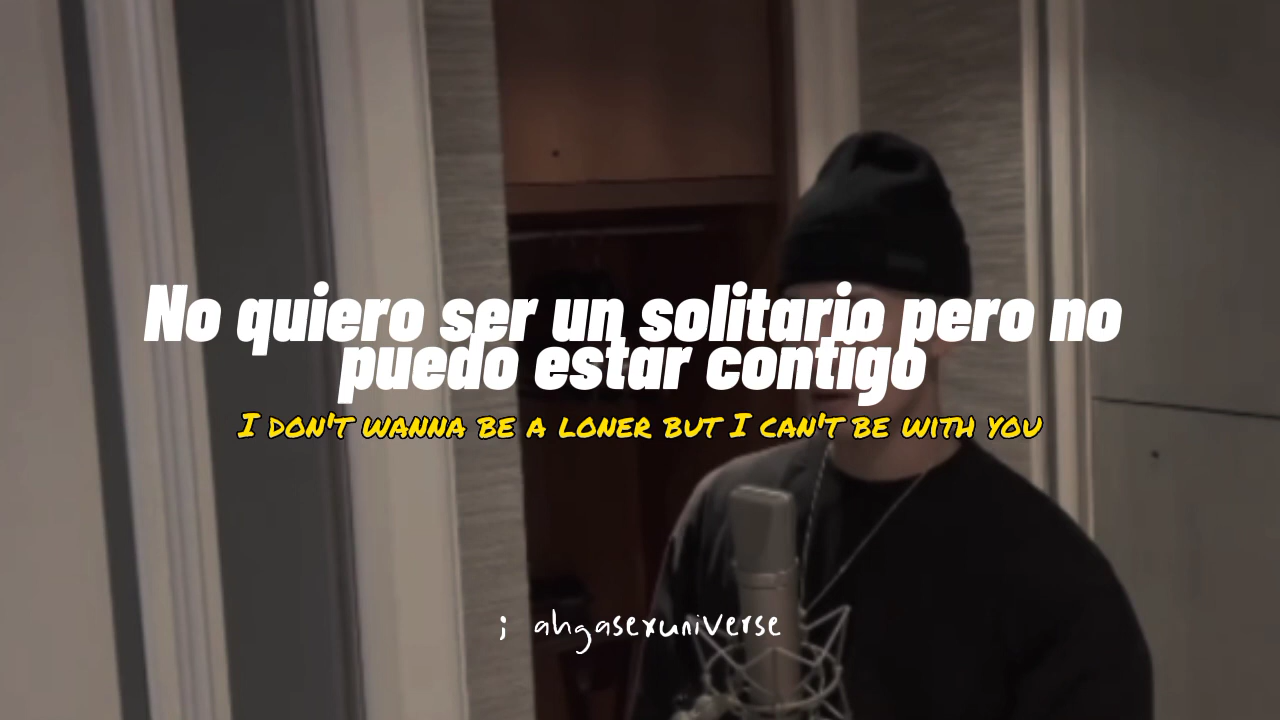 No quiero ser un solitario pero no
puedo estar contigo
I DON'T WANNA BE A LONER BUT I CAN'T BE WITH YOU
; ahgasexuniverse